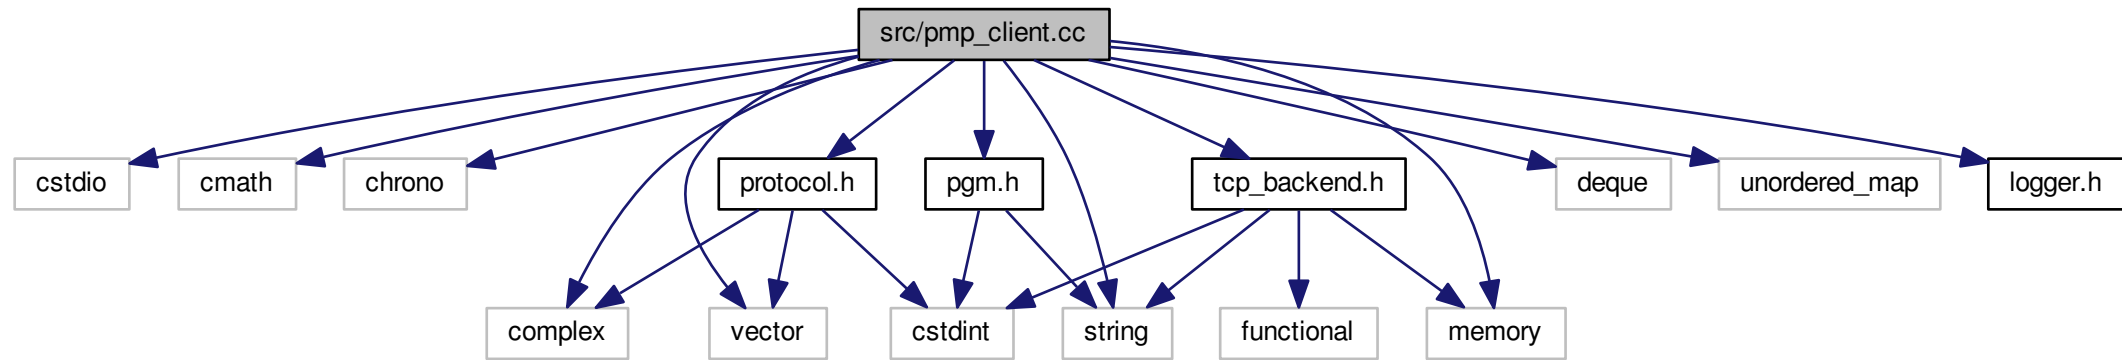 src/pmp_client.cc
cstdio
cmath
chrono
protocol.h
pgm.h
tcp_backend.h
deque
unordered_map
logger.h
complex
vector
cstdint
string
functional
memory